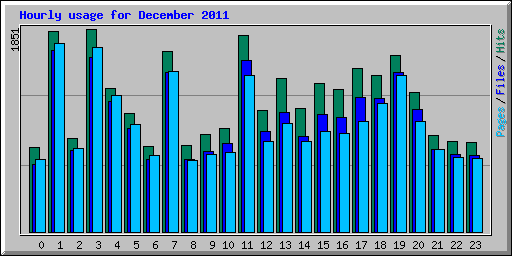 Hourly usage for December 2011
1851
Pages / Files / Hits
0 1 2 3 4 5 6 7 8 9 10 11 12 13 14 15 16 17 18 19 20 21 22 23